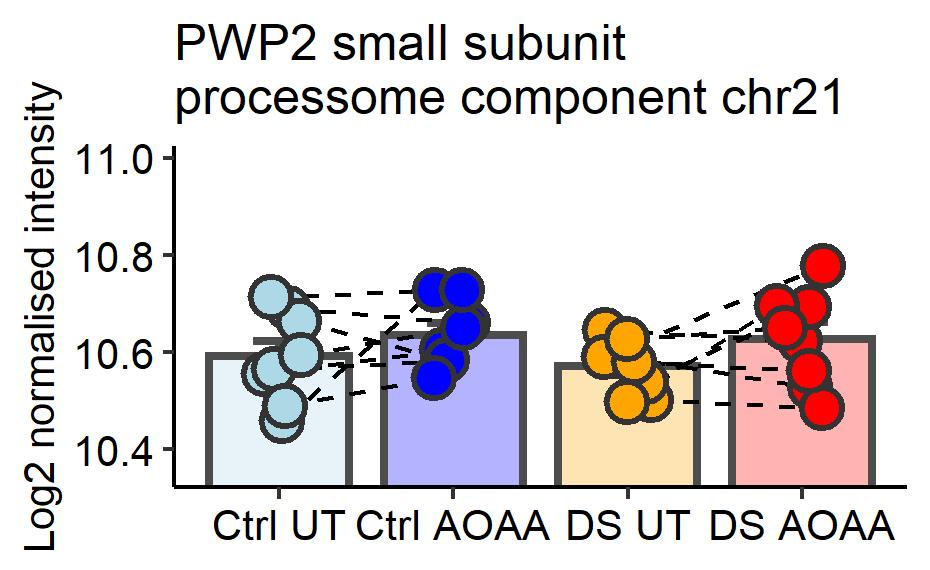 PWP2 small subunit
processome component chr21
Log2 normalised intensity
11.0
10.8
10.6
10.4
Ctrl UT
Ctrl AOAA
DS UT
DS AOAA